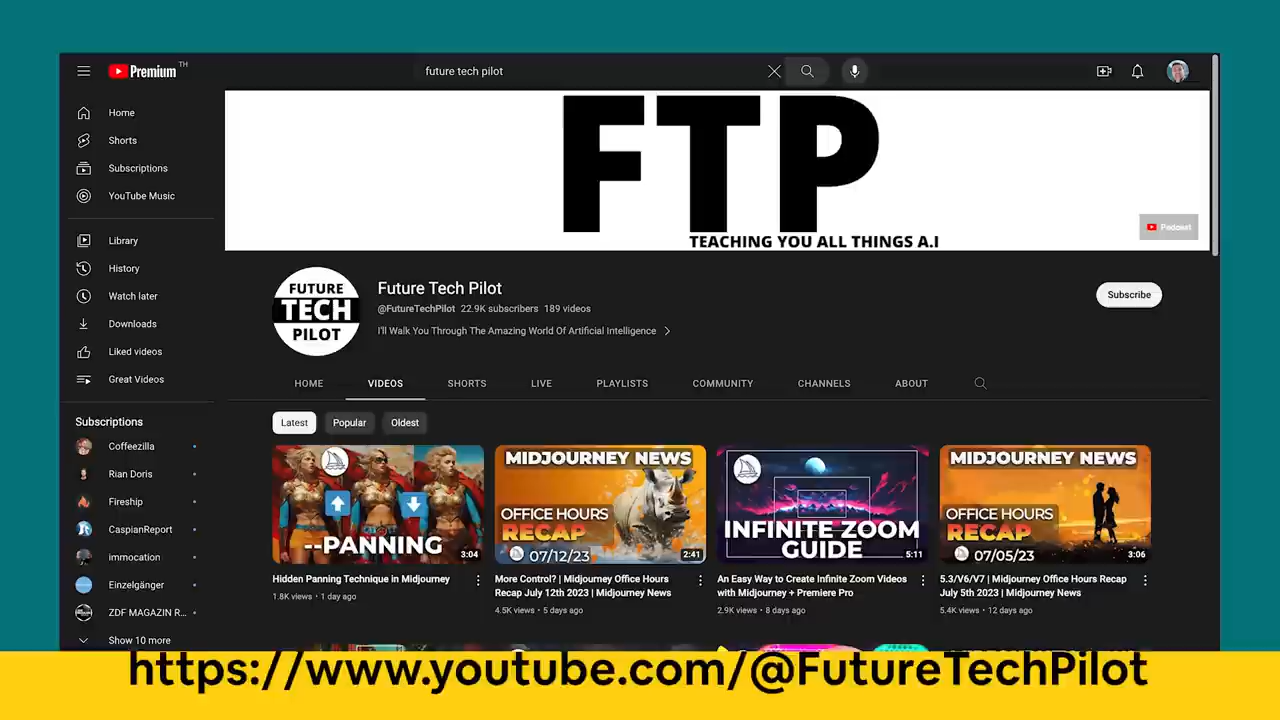 Premium TH
future tech pilot
Home
Shorts
Subscriptions
YouTube Music
Library
History
Watch later
Downloads
Liked videos
Great Videos
Subscriptions
Coffeezilla
Rian Doris
Fireship
CaspianReport
immocation
Einzelgänger
ZDF MAGAZIN R...
Show 10 more
FTP
TEACHING YOU ALL THINGS A.I
Podcast
FUTURE
TECH
PILOT
Future Tech Pilot
@FutureTechPilot 22.9K subscribers 189 videos
I'll Walk You Through The Amazing World Of Artificial Intelligence
Subscribe
HOME VIDEOS SHORTS LIVE PLAYLISTS COMMUNITY CHANNELS ABOUT
Latest Popular Oldest
--PANNING
3:04
Hidden Panning Technique in Midjourney
1.8K views • 1 day ago
MIDJOURNEY NEWS
OFFICE HOURS
RECAP
07/12/23
2:41
More Control? | Midjourney Office Hours
Recap July 12th 2023 | Midjourney News
4.5K views • 5 days ago
INFINITE ZOOM
GUIDE
5:11
An Easy Way to Create Infinite Zoom Videos
with Midjourney + Premiere Pro
2.9K views • 8 days ago
MIDJOURNEY NEWS
OFFICE HOURS
RECAP
07/05/23
3:06
5.3/V6/V7 | Midjourney Office Hours Recap
July 5th 2023 | Midjourney News
5.4K views • 12 days ago
https://www.youtube.com/@FutureTechPilot